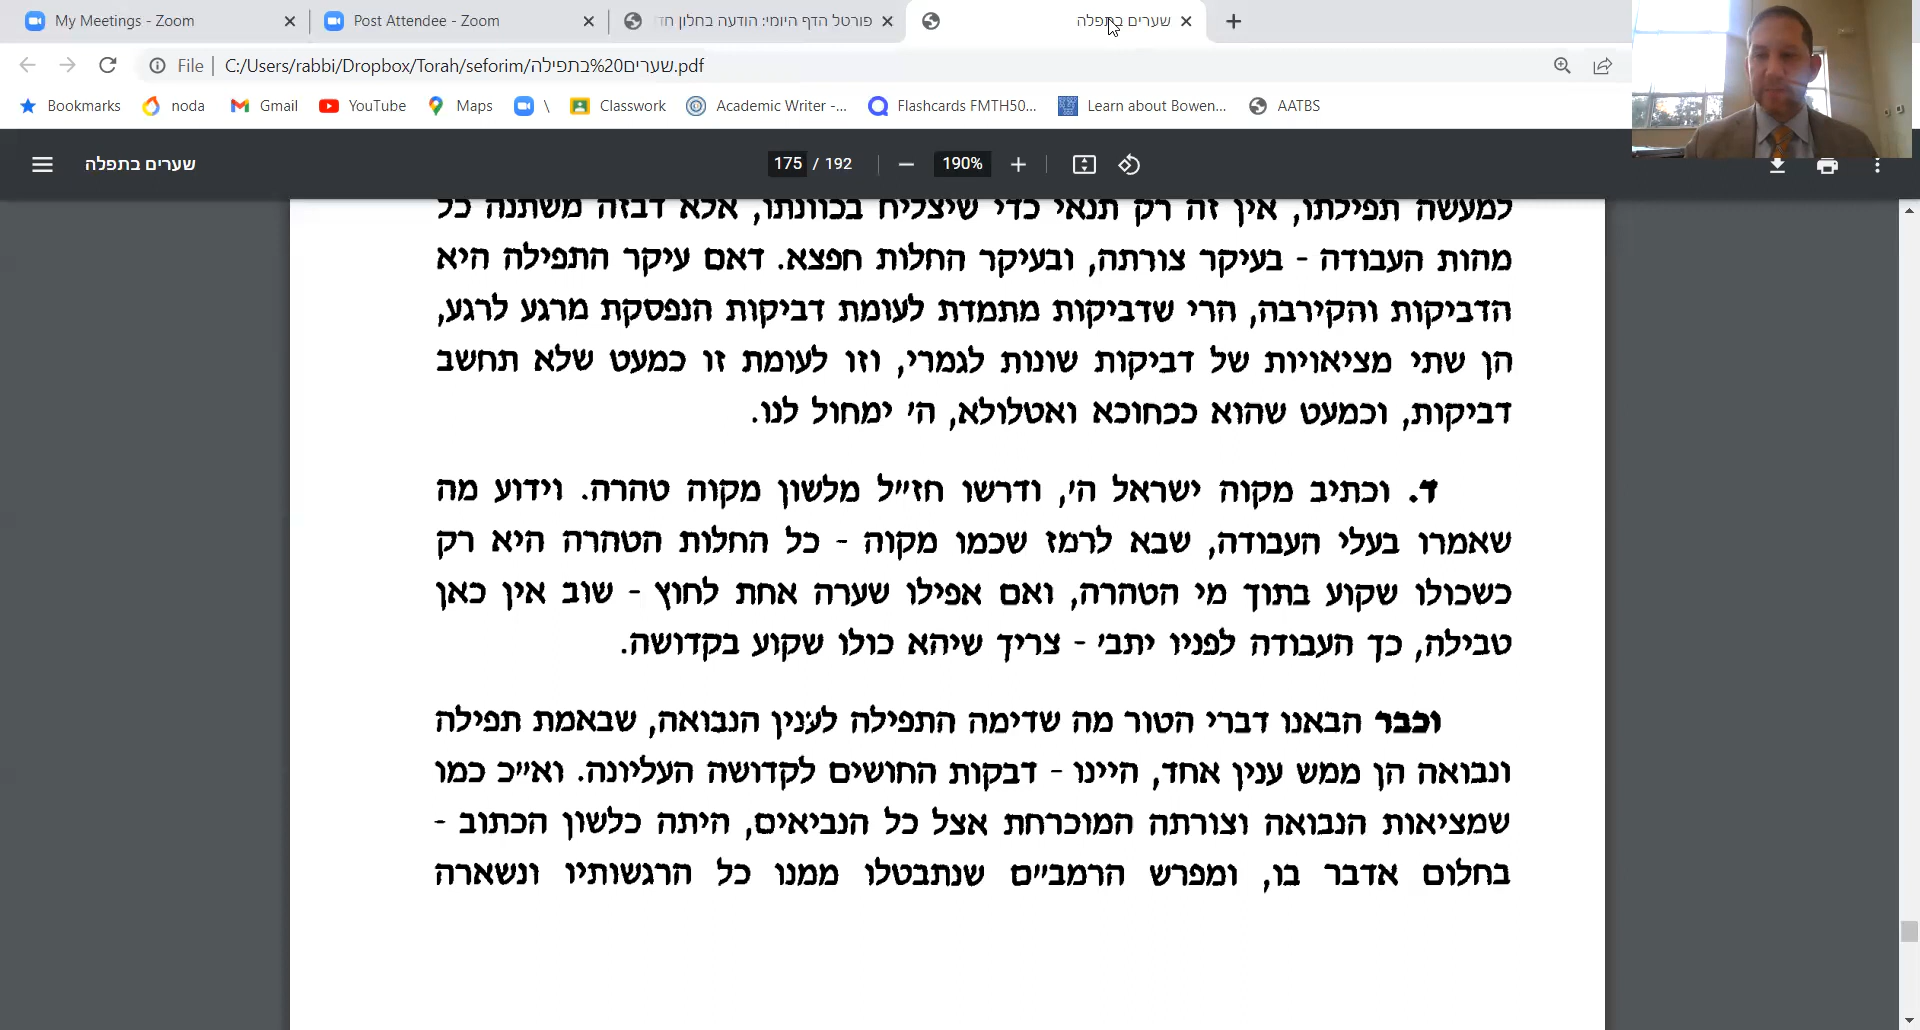 My Meetings - Zoom
Post Attendee - Zoom
פורטל הדף היומי: הודעה בחלון חד
שערים בתפלה
File
C:/Users/rabbi/Dropbox/Torah/seforim/שערים%20בתפילה.pdf
Bookmarks
noda
Gmail
YouTube
Maps
\
Classwork
Academic Writer -...
Flashcards FMTH50...
Learn about Bowen...
AATBS
שערים בתפלה
175 / 192
190%
למעשה תפילתו, אין זה רק תנאי כדי שיצליח בכוונתו, אלא דבזה משתנה כל
מהות העבודה - בעיקר צורתה, ובעיקר החלות חפצא. דאם עיקר התפילה היא
הדביקות והקירבה, הרי שדביקות מתמדת לעומת דביקות הנפסקת מרגע לרגע,
הן שתי מציאויות של דביקות שונות לגמרי, וזו לעומת זו כמעט שלא תחשב
דביקות, וכמעט שהוא ככחוכא ואטלולא, ה׳ ימחול לנו.
ד. וכתיב מקוה ישראל ה׳, ודרשו חז״ל מלשון מקוה טהרה. וידוע מה
שאמרו בעלי העבודה, שבא לרמז שכמו מקוה - כל החלות הטהרה היא רק
כשכולו שקוע בתוך מי הטהרה, ואם אפילו שערה אחת לחוץ - שוב אין כאן
טבילה, כך העבודה לפניו יתב׳ - צריך שיהא כולו שקוע בקדושה.
וכבר הבאנו דברי הטור מה שדימה התפילה לענין הנבואה, שבאמת תפילה
ונבואה הן ממש ענין אחד, היינו - דבקות החושים לקדושה העליונה. וא״כ כמו
שמציאות הנבואה וצורתה המוכרחת אצל כל הנביאים, היתה כלשון הכתוב -
בחלום אדבר בו, ומפרש הרמב״ם שנתבטלו ממנו כל הרגשותיו ונשארה